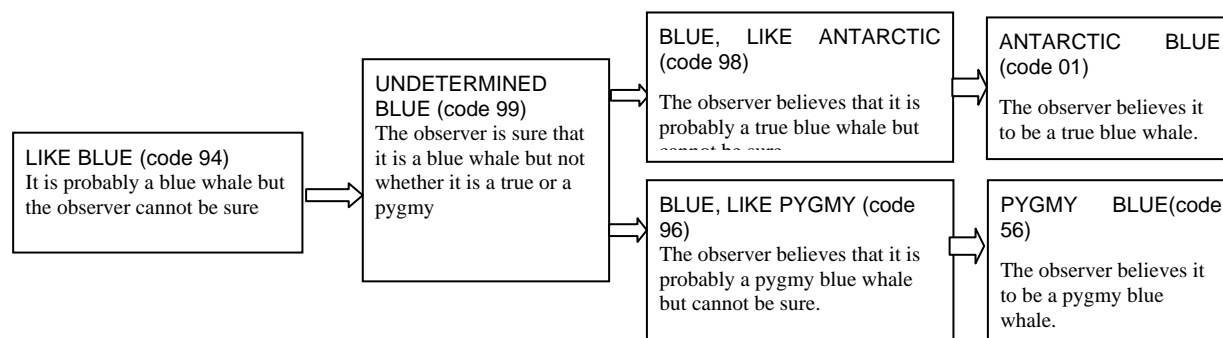 LIKE BLUE (code 94)
It is probably a blue whale but
the observer cannot be sure
UNDETERMINED
BLUE (code 99)
The observer is sure that
it is a blue whale but not
whether it is a true or a
pygmy
BLUE, LIKE ANTARCTIC
(code 98)
The observer believes that it is
probably a true blue whale but
cannot be sure
ANTARCTIC BLUE
(code 01)
The observer believes it
to be a true blue whale.
BLUE, LIKE PYGMY (code
96)
The observer believes that it is
probably a pygmy blue whale
but cannot be sure.
PYGMY BLUE(code
56)
The observer believes it
to be a pygmy blue
whale.